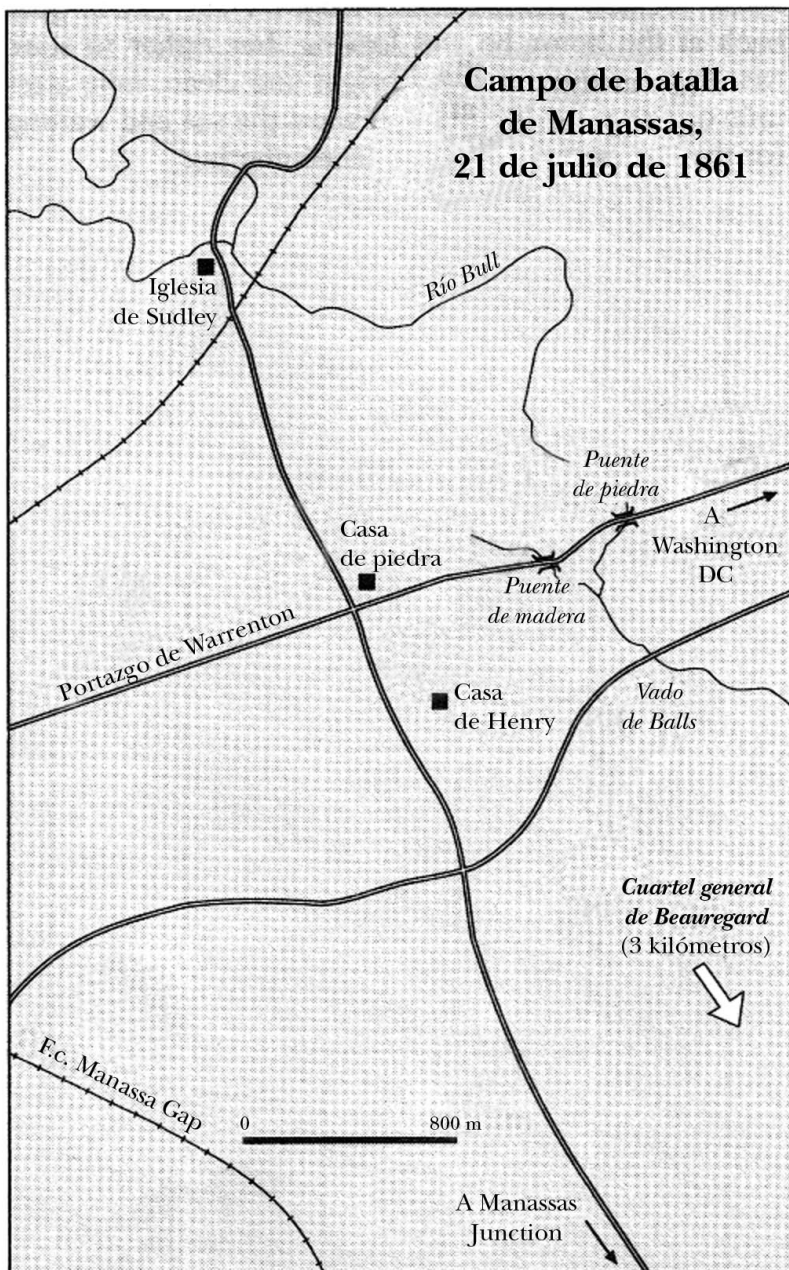 Campo de batalla
de Manassas,
21 de julio de 1861
Río Bull
Iglesia
de Sudley
Puente
de piedra
A
Washington
DC
Casa
de piedra
Puente
de madera
Portazgo de Warrenton
Casa
de Henry
Vado
de Balls
Cuartel general
de Beauregard
(3 kilómetros)
F.c. Manassa Gap
0 800 m
A Manassas
Junction